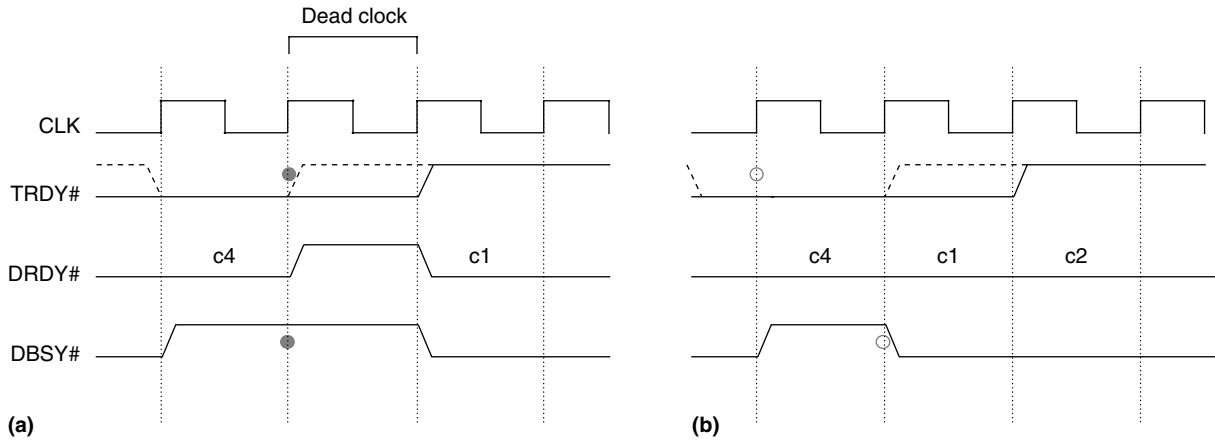 Dead clock
CLK
TRDY#
DRDY#
c4
c1
c4
c1
c2
DBSY#
(a)
(b)